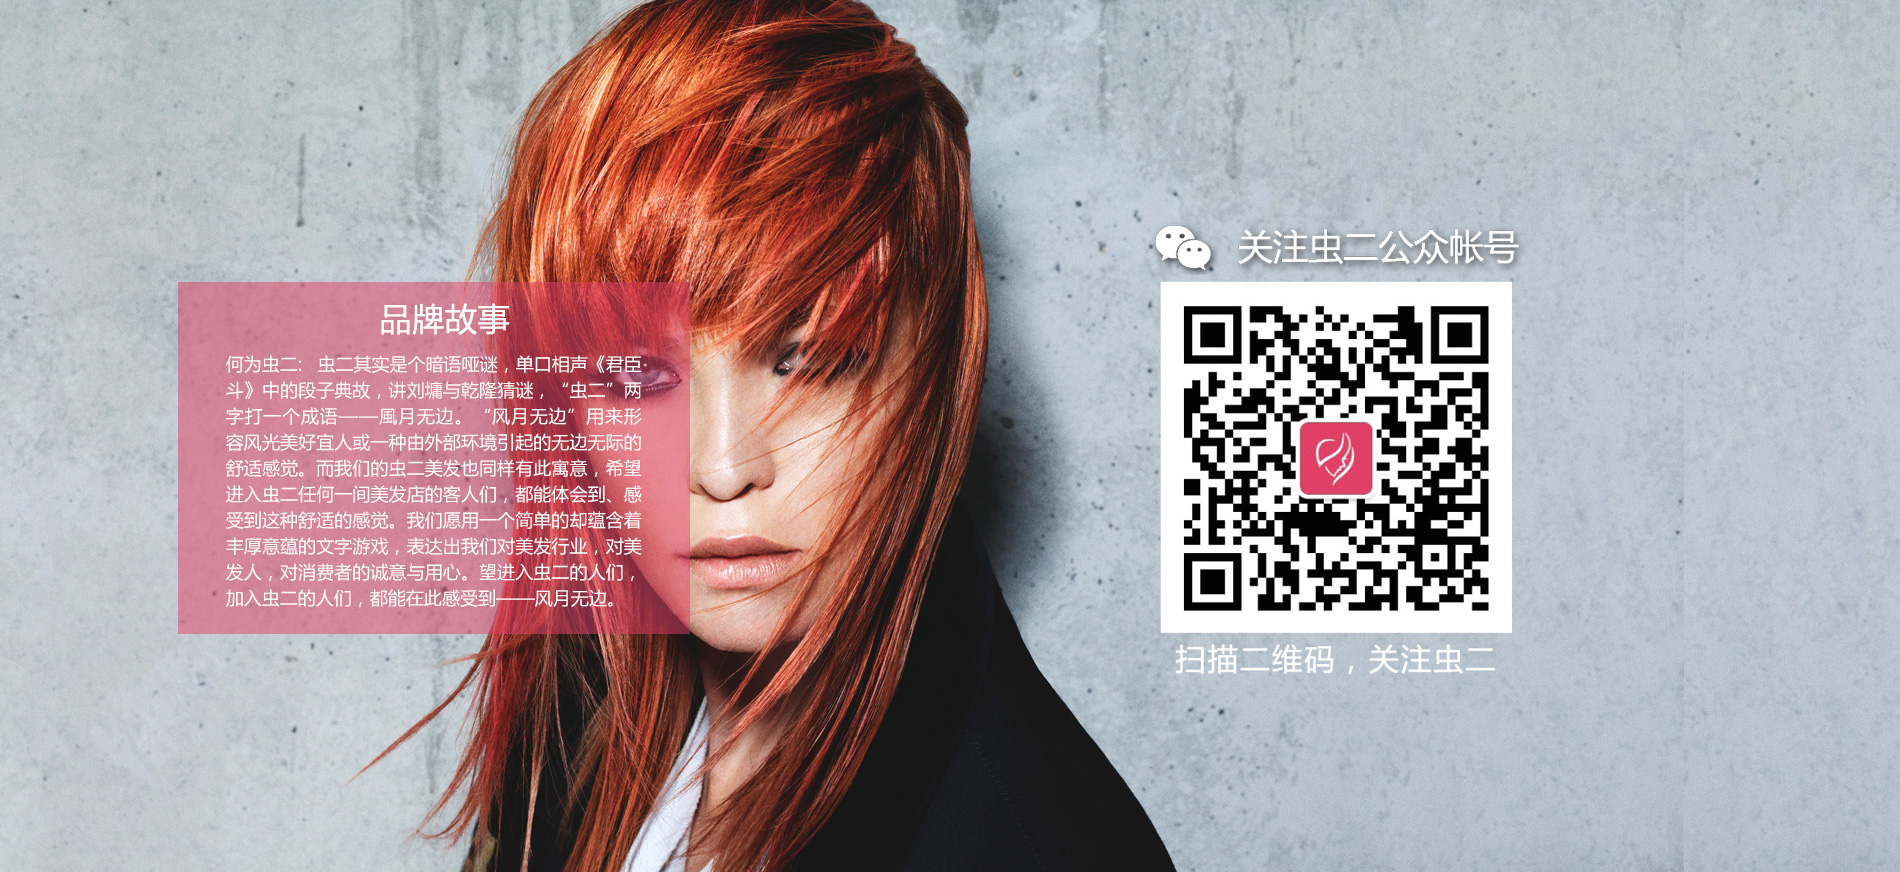 品牌故事
何为虫二：虫二其实是个暗语哑谜，单口相声《君臣
斗》中的段子典故，讲刘墉与乾隆猜谜，“虫二”两
字打一个成语——風月无边。“风月无边”用来形
容风光美好宜人或一种由外部环境引起的无边无际的
舒适感觉。而我们的虫二美发也同样有此寓意，希望
进入虫二任何一间美发店的客人们，都能体会到、感
受到这种舒适的感觉。我们愿用一个简单的却蕴含着
丰厚意蕴的文字游戏，表达出我们对美发行业，对美
发人，对消费者的诚意与用心。望进入虫二的人们，
加入虫二的人们，都能在此感受到——风月无边。
关注虫二公众帐号
扫描二维码，关注虫二